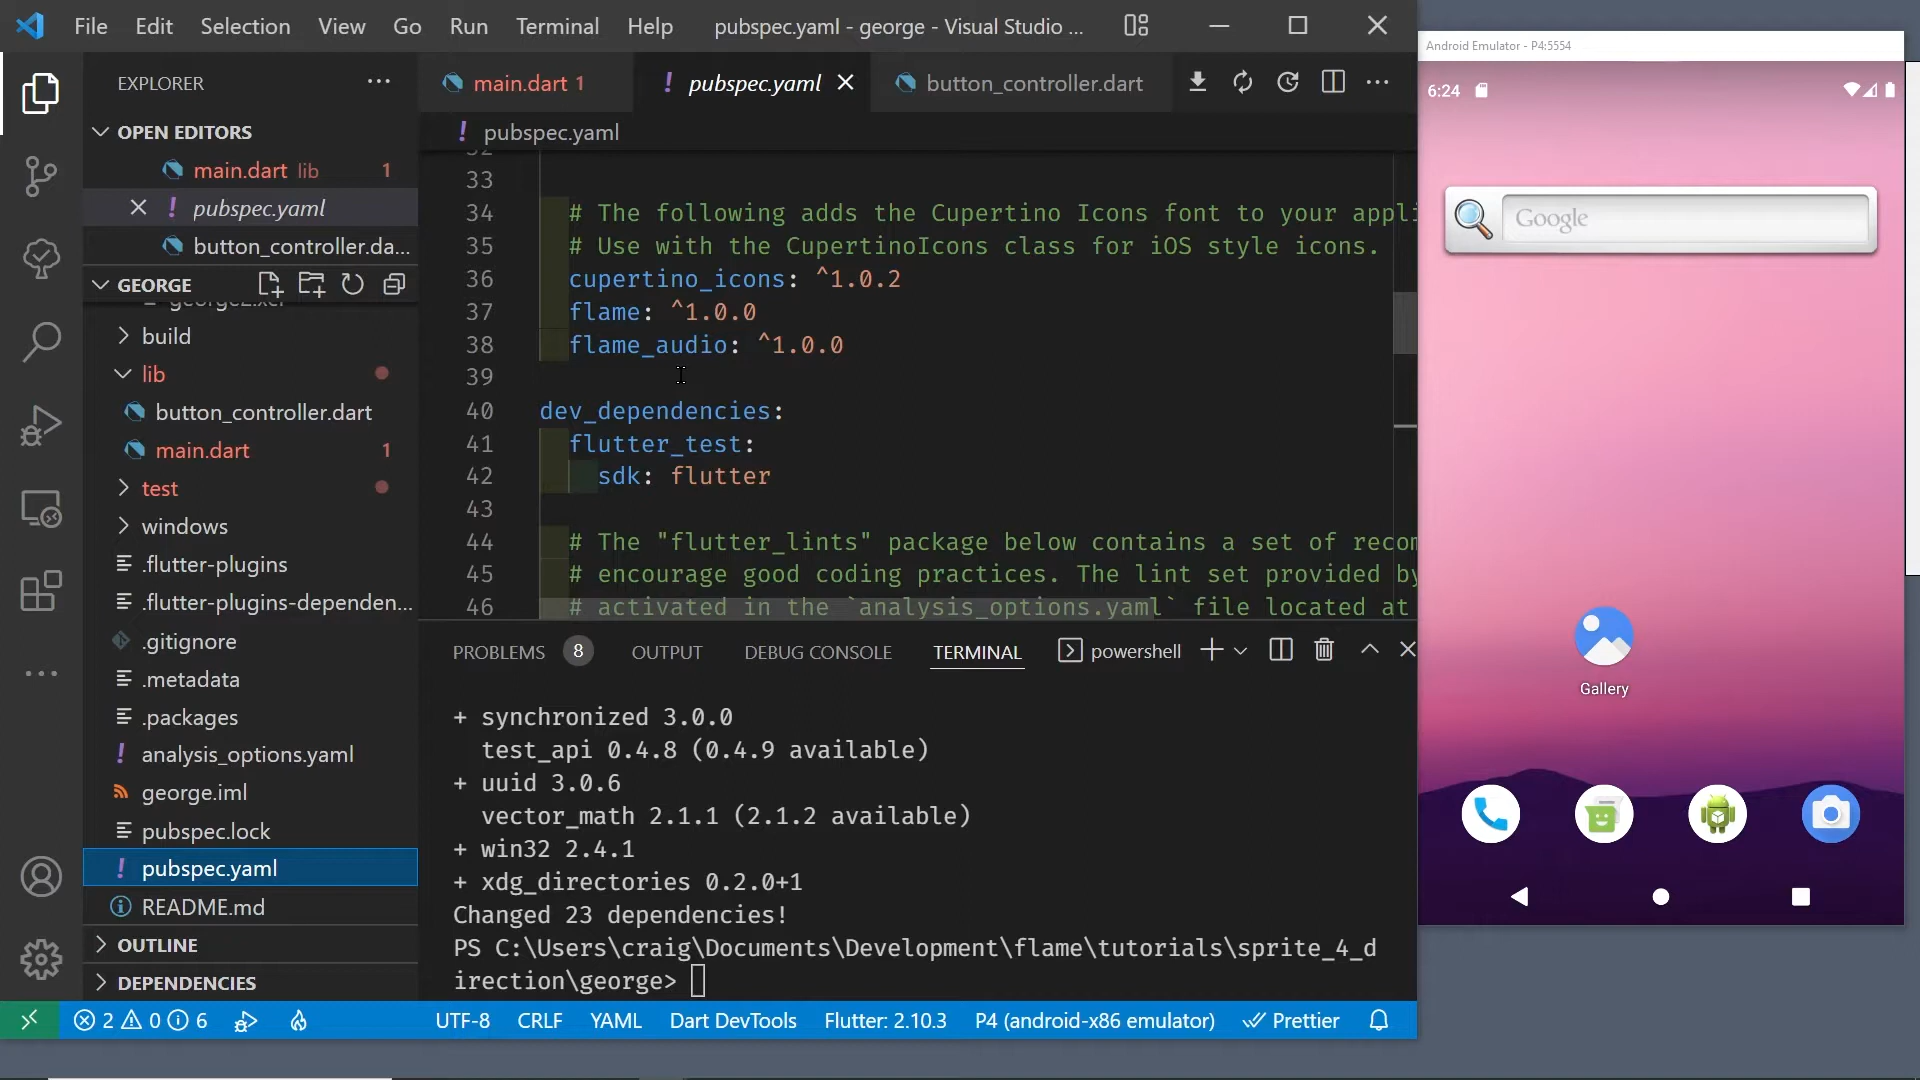 File Edit Selection View Go Run Terminal Help pubspec.yaml - george - Visual Studio ...
Android Emulator - P4:5554
EXPLORER
main.dart 1
pubspec.yaml
button_controller.dart
6:24
OPEN EDITORS
pubspec.yaml
main.dart lib 1
pubspec.yaml
button_controller.da...
GEORGE
build
lib
button_controller.dart
main.dart 1
test
windows
.flutter-plugins
.flutter-plugins-dependen...
.gitignore
.metadata
.packages
analysis_options.yaml
george.iml
pubspec.lock
pubspec.yaml
README.md
OUTLINE
DEPENDENCIES
33
34 # The following adds the Cupertino Icons font to your appli
35 # Use with the CupertinoIcons class for iOS style icons.
36 cupertino_icons: ^1.0.2
37 flame: ^1.0.0
38 flame_audio: ^1.0.0
39
40 dev_dependencies:
41 flutter_test:
42 sdk: flutter
43
44 # The "flutter_lints" package below contains a set of recom
45 # encourage good coding practices. The lint set provided by
46 # activated in the `analysis_options.yaml` file located at
PROBLEMS 8 OUTPUT DEBUG CONSOLE TERMINAL powershell
+ synchronized 3.0.0
test_api 0.4.8 (0.4.9 available)
+ uuid 3.0.6
vector_math 2.1.1 (2.1.2 available)
+ win32 2.4.1
+ xdg_directories 0.2.0+1
Changed 23 dependencies!
PS C:\Users\craig\Documents\Development\flame\tutorials\sprite_4_d
irection\george>
Google
Gallery
2 0 6 UTF-8 CRLF YAML Dart DevTools Flutter: 2.10.3 P4 (android-x86 emulator) Prettier